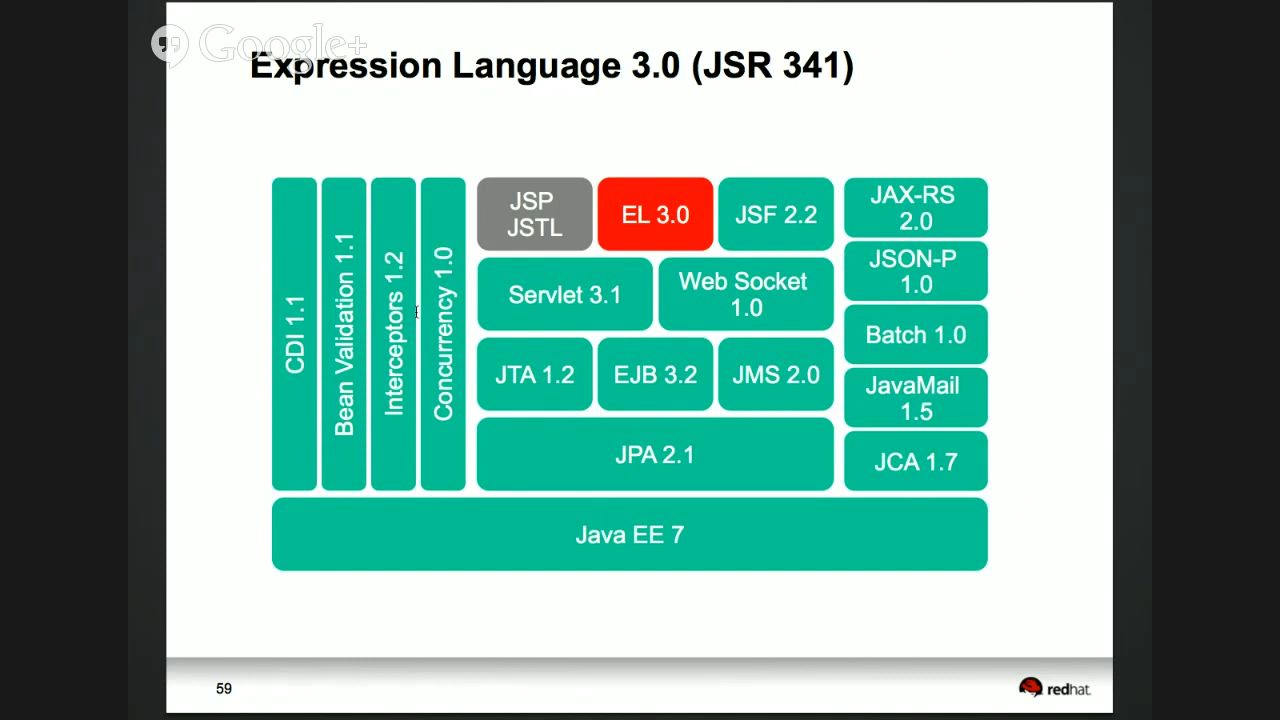 Google+
Expression Language 3.0 (JSR 341)
CDI 1.1
Bean Validation 1.1
Interceptors 1.2
Concurrency 1.0
JSP
JSTL
EL 3.0
JSF 2.2
Servlet 3.1
Web Socket
1.0
JTA 1.2
EJB 3.2
JMS 2.0
JPA 2.1
JAX-RS
2.0
JSON-P
1.0
Batch 1.0
JavaMail
1.5
JCA 1.7
Java EE 7
59
redhat.